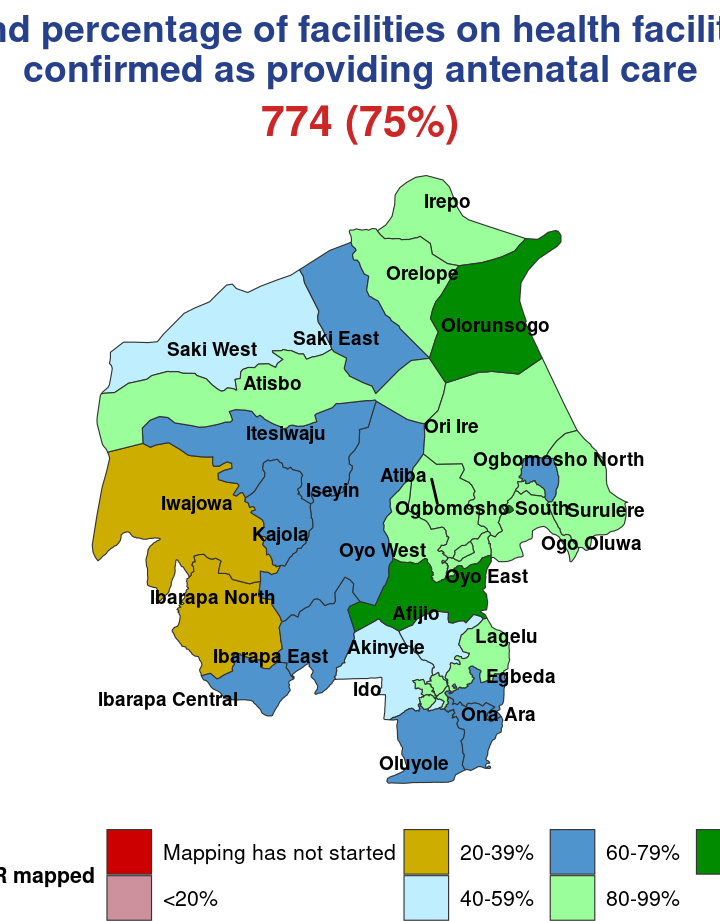 percentage of facilities on health
confirmed as providing antenatal care
774 (75%)
Irepo
Orelope
Olorunsogo
Saki East
Saki West
Atisbo
Ori Ire
Itesiwaju
Ogbomosho North
Atiba
Iseyin
Iwajowa
Ogbomosho South
Surulere
Kajola
Ogo Oluwa
Oyo West
Oyo East
Ibarapa North
Afijio
Lagelu
Akinyele
Ibarapa East
Egbeda
Ido
Ibarapa Central
Ona Ara
Oluyole
Mapping has not started
20-39%
60-79%
mapped
<20%
40-59%
80-99%